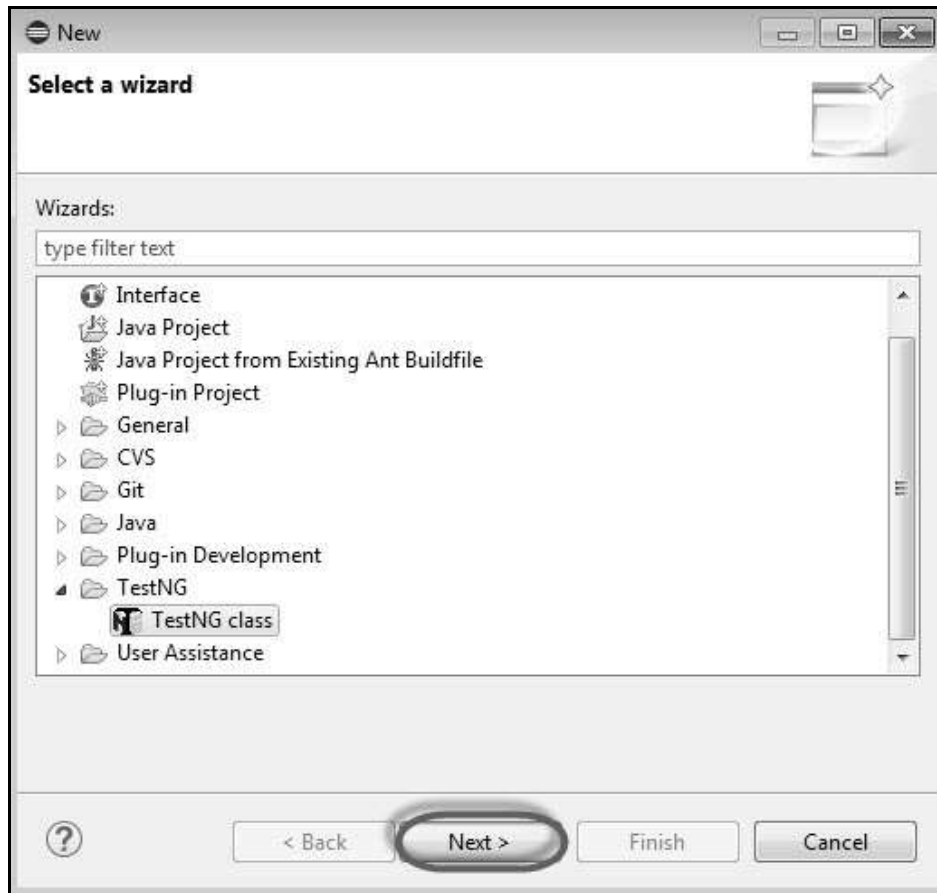 New
Select a wizard
Wizards:
type filter text
Interface
Java Project
Java Project from Existing Ant Buildfile
Plug-in Project
General
CVS
Git
Java
Plug-in Development
TestNG
TestNG class
User Assistance
? < Back Next > Finish Cancel